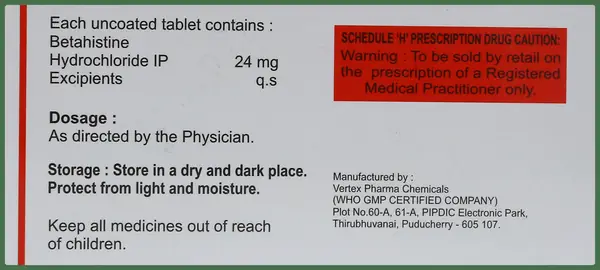 Each uncoated tablet contains :
Betahistine
Hydrochloride IP 24 mg
Excipients q.s
Dosage :
As directed by the Physician.
Storage : Store in a dry and dark place.
Protect from light and moisture.
Keep all medicines out of reach
of children.
SCHEDULE 'H' PRESCRIPTION DRUG CAUTION:
Warning : To be sold by retail on
the prescription of a Registered
Medical Practitioner only.
Manufactured by :
Vertex Pharma Chemicals
(WHO GMP CERTIFIED COMPANY)
Plot No.60-A, 61-A, PIPDIC Electronic Park,
Thirubhuvanai, Puducherry - 605 107.